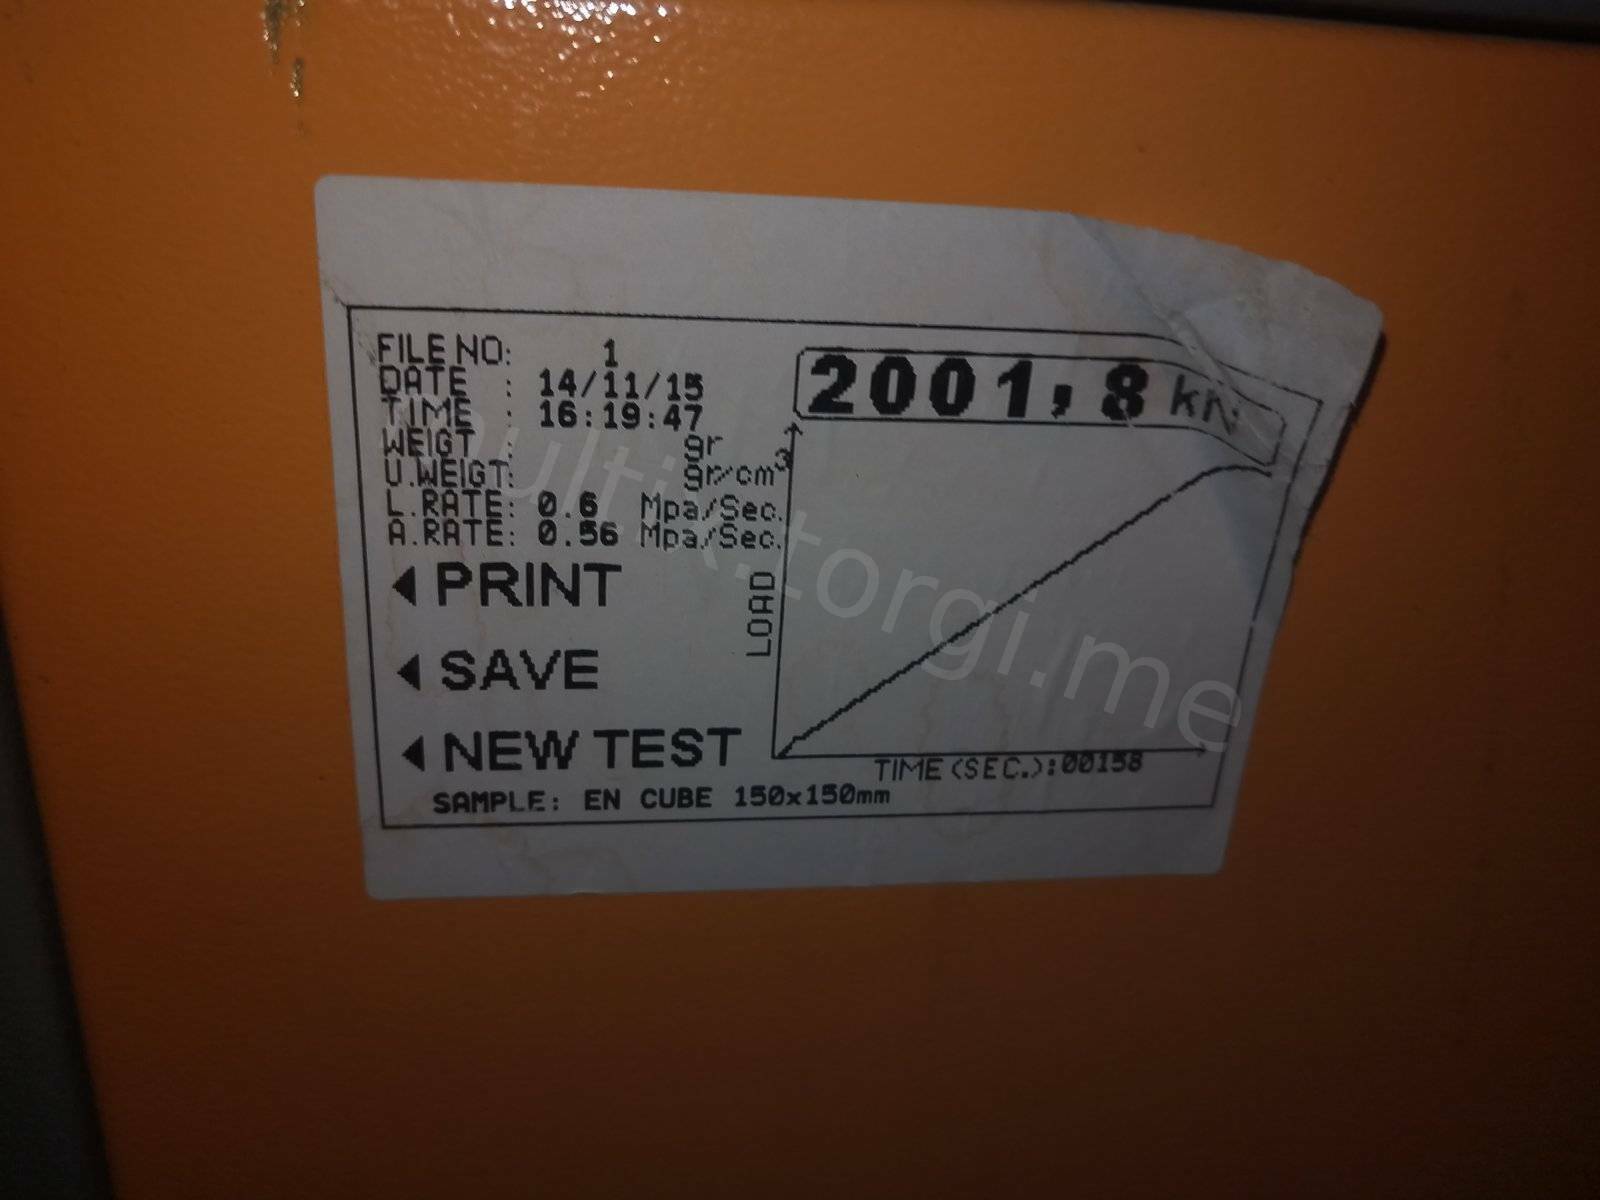 FILE NO: 1
DATE : 14/11/15
TIME : 16:19:47
WEIGT : gr
U.WEIGT: gr/cm³
L.RATE: 0.6 Mpa/Sec.
A.RATE: 0.56 Mpa/Sec.
2001,8 kN
LOAD
TIME (SEC.):00158
◀ PRINT
◀ SAVE
◀ NEW TEST
SAMPLE: EN CUBE 150x150mm
multik.torgi.me